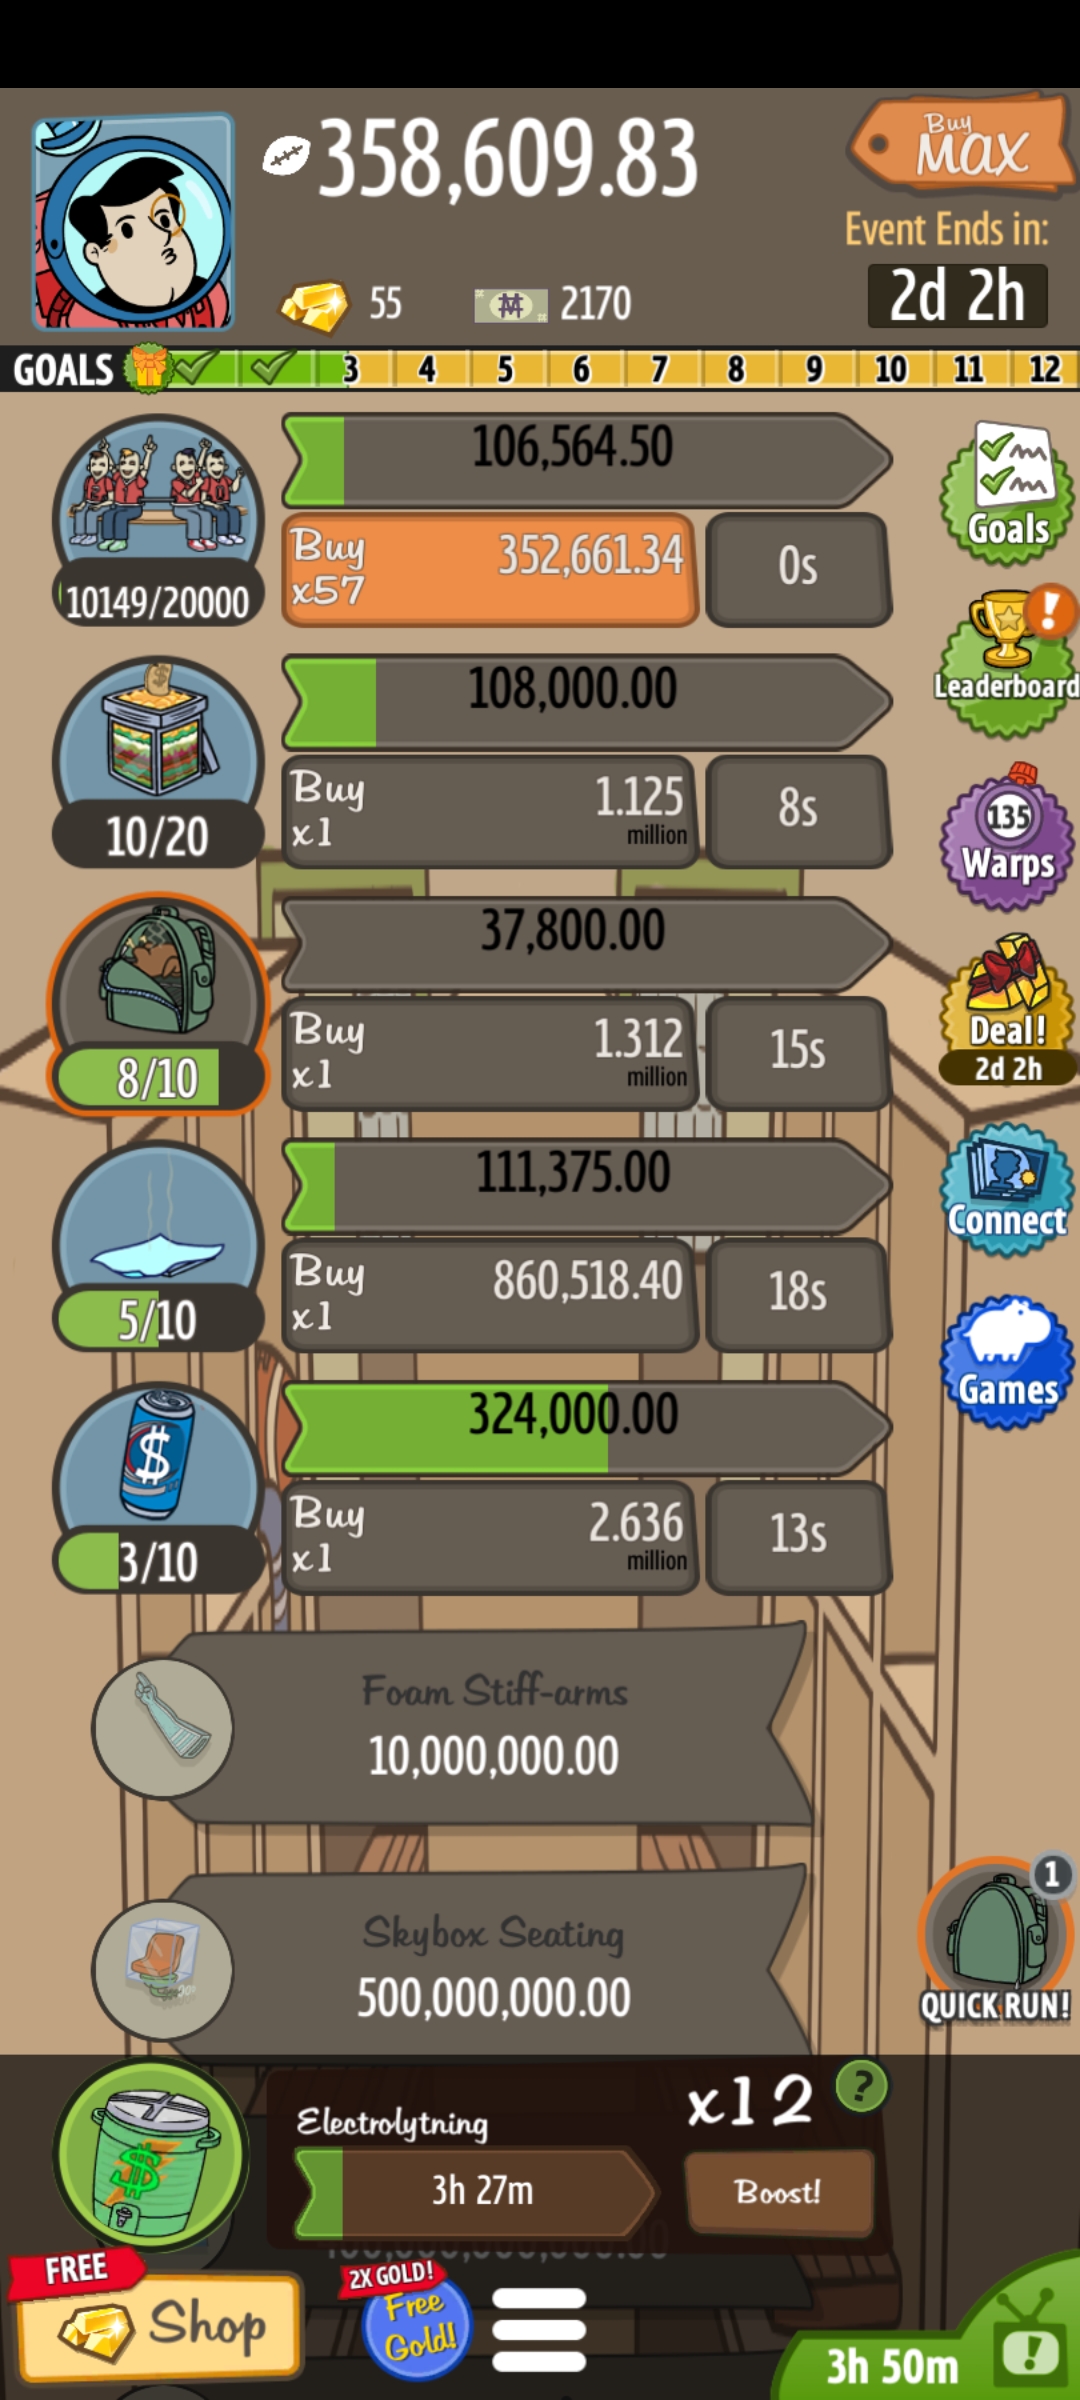 358,609.83
Buy
MAX
Event Ends in:
2d 2h
55
2170
GOALS 3 4 5 6 7 8 9 10 11 12
106,564.50
Buy
x57
352,661.34
0s
10149/20000
Goals
108,000.00
Buy
x1
1.125
million
8s
10/20
Leaderboard
37,800.00
Buy
x1
1.312
million
15s
8/10
135
Warps
Deal!
2d 2h
111,375.00
Buy
x1
860,518.40
18s
5/10
Connect
324,000.00
Buy
x1
2.636
million
13s
3/10
Games
Foam Stiff-arms
10,000,000.00
Skybox Seating
500,000,000.00
1
QUICK RUN!
Electrolytning
x12
?
3h 27m
Boost!
FREE
Shop
2X GOLD!
Free
Gold!
3h 50m